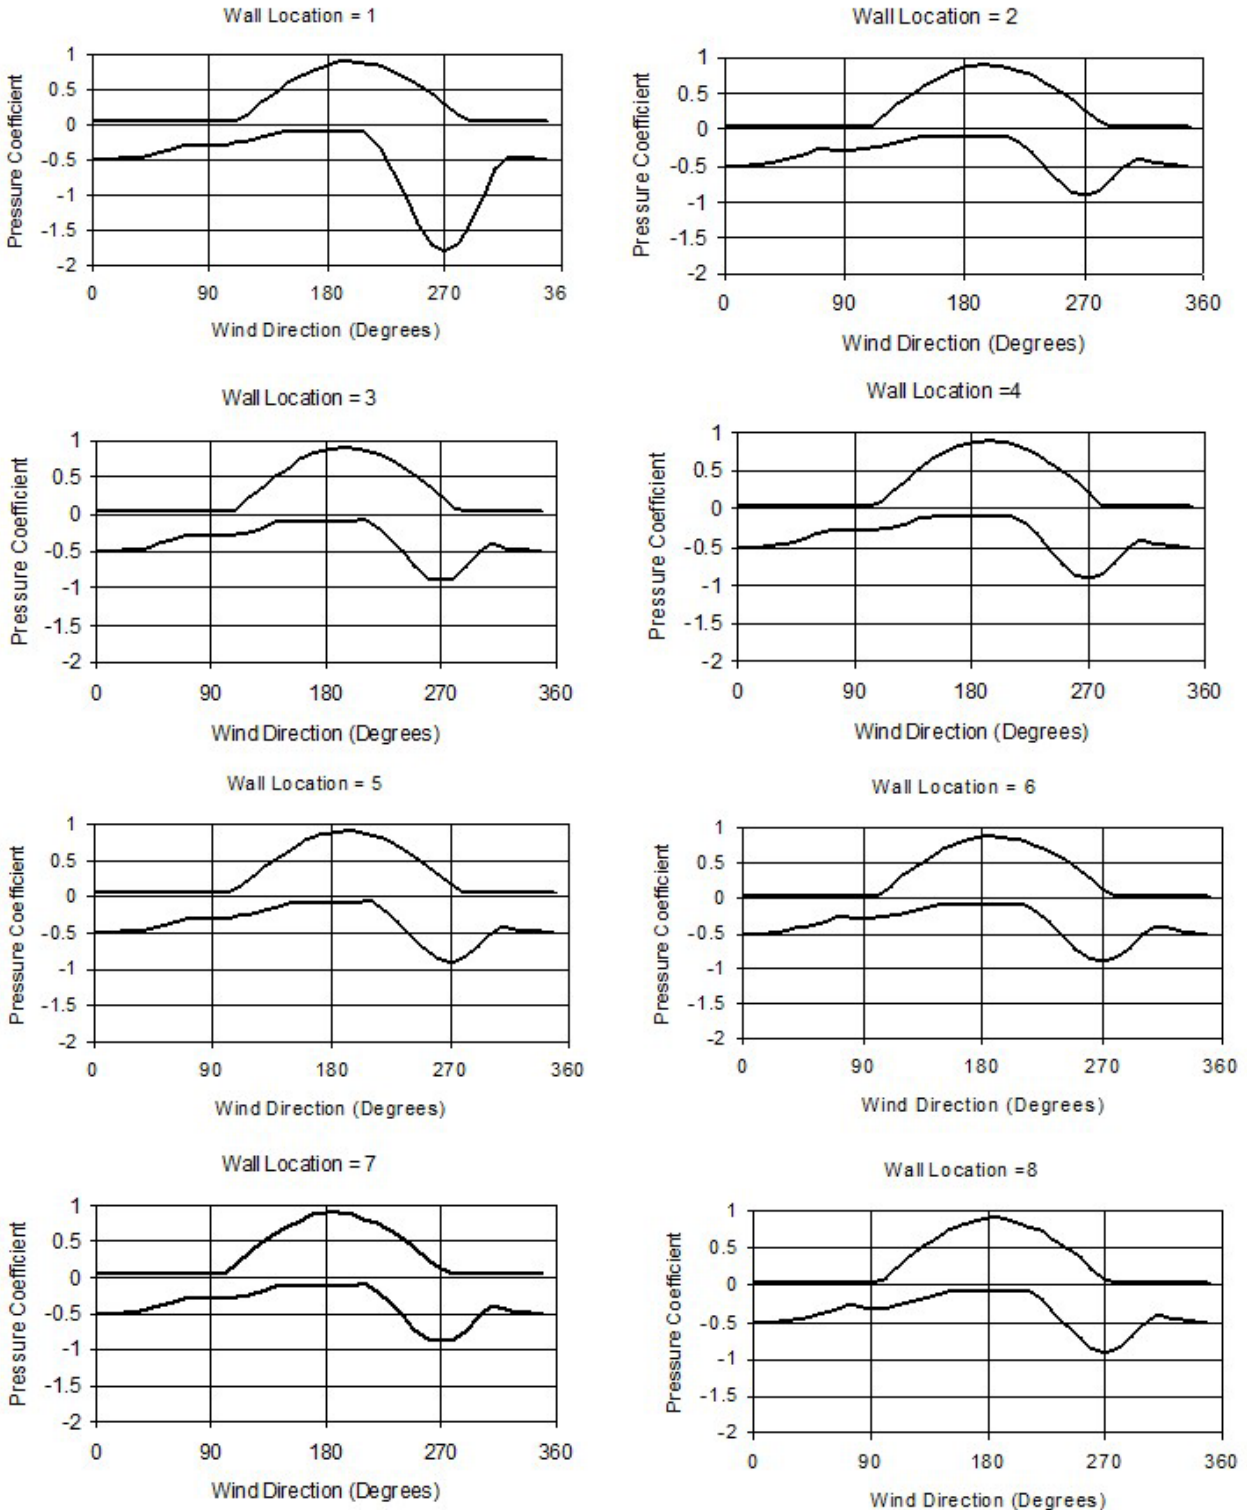 Wall Location = 1
Pressure Coefficient
1
0.5
0
-0.5
-1
-1.5
-2
0 90 180 270 36
Wind Direction (Degrees)
Wall Location = 2
Pressure Coefficient
1
0.5
0
-0.5
-1
-1.5
-2
0 90 180 270 360
Wind Direction (Degrees)
Wall Location = 3
Pressure Coefficient
1
0.5
0
-0.5
-1
-1.5
-2
0 90 180 270 360
Wind Direction (Degrees)
Wall Location =4
Pressure Coefficient
1
0.5
0
-0.5
-1
-1.5
-2
0 90 180 270 360
Wind Direction (Degrees)
Wall Location = 5
Pressure Coefficient
1
0.5
0
-0.5
-1
-1.5
-2
0 90 180 270 360
Wind Direction (Degrees)
Wall Location = 6
Pressure Coefficient
1
0.5
0
-0.5
-1
-1.5
-2
0 90 180 270 360
Wind Direction (Degrees)
Wall Location = 7
Pressure Coefficient
1
0.5
0
-0.5
-1
-1.5
-2
0 90 180 270 360
Wind Direction (Degrees)
Wall Location =8
Pressure Coefficient
1
0.5
0
-0.5
-1
-1.5
-2
0 90 180 270 360
Wind Direction (Degrees)